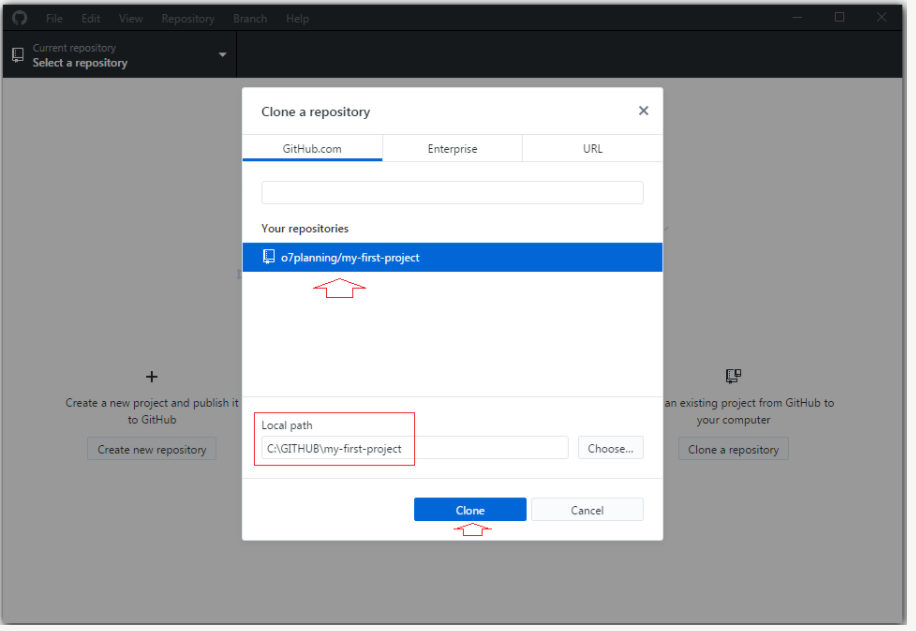 File Edit View Repository Branch Help
Current repository
Select a repository
Clone a repository
GitHub.com Enterprise URL
Your repositories
o7planning/my-first-project
Create a new project and publish it
to GitHub
Create new repository
an existing project from GitHub to
your computer
Clone a repository
Local path
C:\GITHUB\my-first-project
Choose...
Clone Cancel